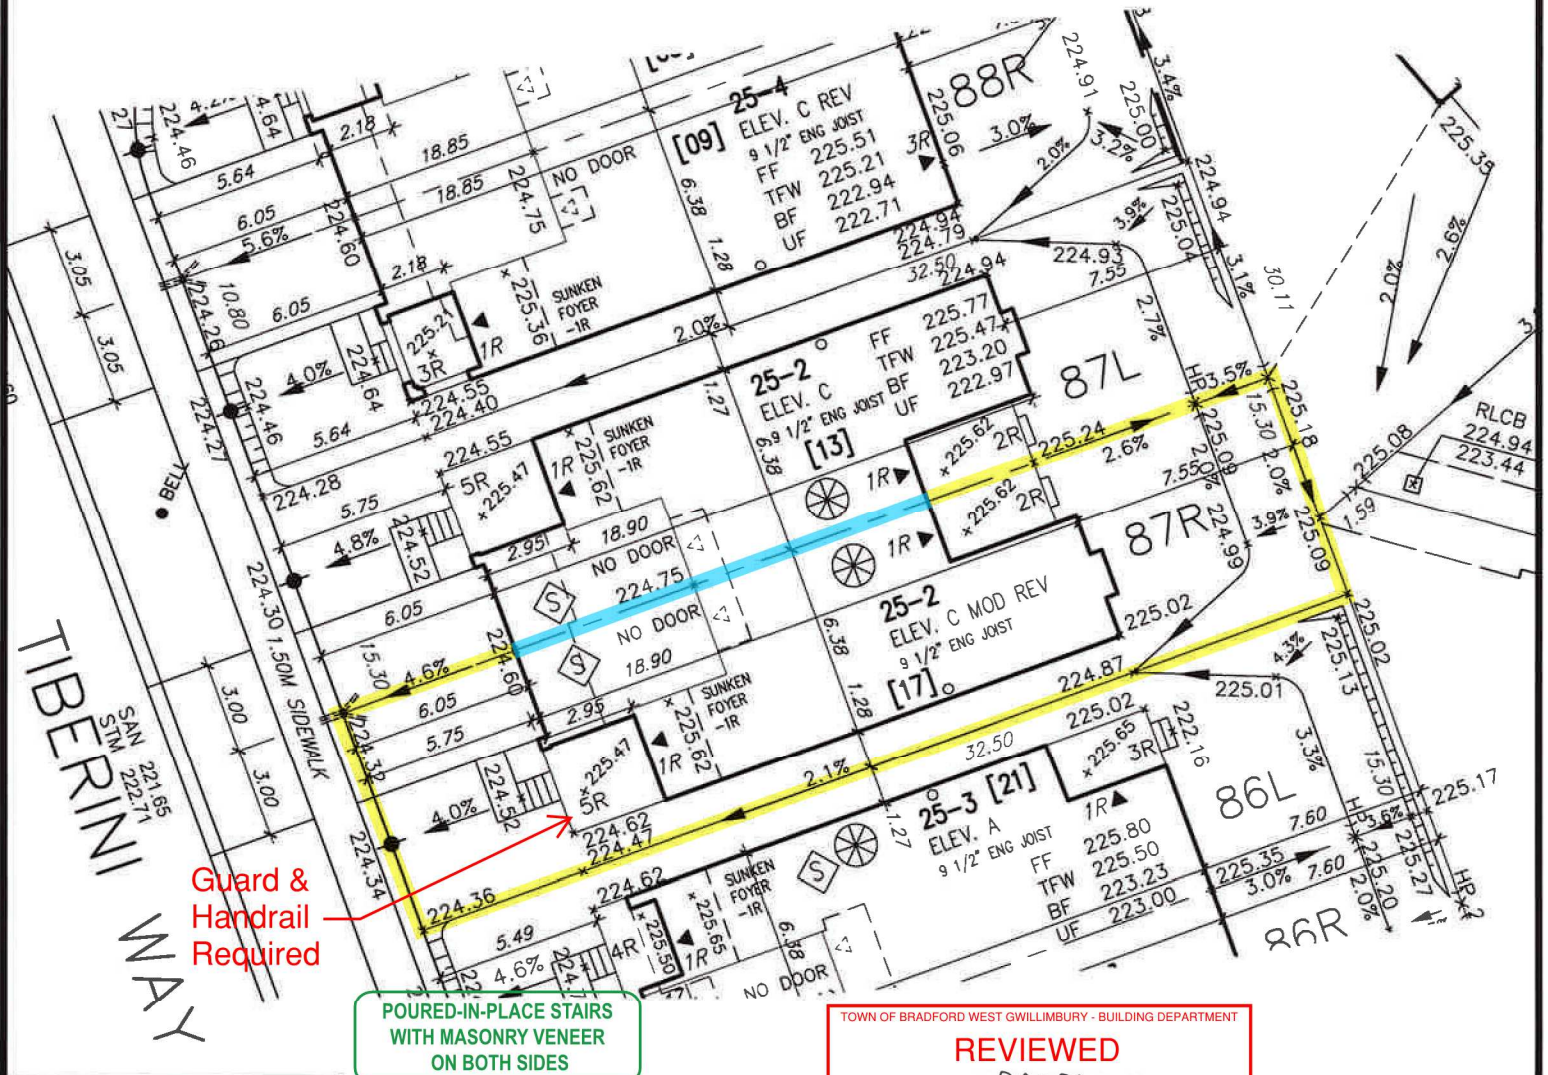 88R
224.91
225.00
3.4%
3.2%
2.0%
3.0%
225.06
3R
27
224.46
4.64
2.18
5.64
18.85
18.85
6.05
5.6%
224.60
224.75
NO DOOR
25-4
[09]
ELEV. C REV
9 1/2" ENG JOIST
FF 225.51
TFW 225.21
BF 222.94
UF 222.71
6.38
1.28
224.94
224.79
32.50
224.94
224.93
7.55
3.9%
225.04
224.94
3.1%
30.11
225.35
2.6%
2.0%
3.05
3.05
224.26
10.80
6.05
2.18
225.21
3R
1R
225.36
SUNKEN
FOYER
-1R
2.0%
4.0%
224.64
224.55
224.40
224.27
224.46
5.64
224.28
25-2
ELEV. C
9 1/2" ENG JOIST
[13]
FF 225.77
TFW 225.47
BF 223.20
UF 222.97
1.27
6.38
87L
2.7%
HP
3.5%
225.09
15.30
2.0%
225.18
225.08
RLCB
224.94
223.44
1.59
BELL
224.55
5R
225.47
1R
225.62
SUNKEN
FOYER
-1R
5.75
4.8%
224.52
2.95
18.90
NO DOOR
224.75
NO DOOR
18.90
S
S
1R
225.62
2R
225.24
2.6%
7.55
2.0%
225.62
2R
1R
87R
224.99
3.9%
225.09
224.30
1.50M SIDEWALK
6.05
15.30
4.6%
224.60
6.05
5.75
2.95
224.32
25-2
ELEV. C MOD REV
9 1/2" ENG JOIST
[17]
6.38
1.28
225.02
224.87
225.02
32.50
225.02
225.13
4.3%
225.01
TIBERINI
WAY
SAN 221.65
STM 222.71
3.00
3.00
4.0%
224.52
225.47
5R
1R
225.62
SUNKEN
FOYER
-1R
2.1%
224.62
224.47
224.34
224.36
224.62
225.65
3R
222.16
1R
86L
3.3%
15.30
225.17
7.60
HP
3.6%
225.27
225.20
2.0%
HP
25-3 [21]
ELEV. A
9 1/2" ENG JOIST
FF 225.80
TFW 225.50
BF 223.23
UF 223.00
1.27
6.38
225.35
3.0%
7.60
86R
S
SUNKEN
FOYER
-1R
225.65
225.50
1R
4R
5.49
4.6%
NO DOOR
Guard &
Handrail
Required
POURED-IN-PLACE STAIRS
WITH MASONRY VENEER
ON BOTH SIDES
TOWN OF BRADFORD WEST GWILLIMBURY - BUILDING DEPARTMENT
REVIEWED